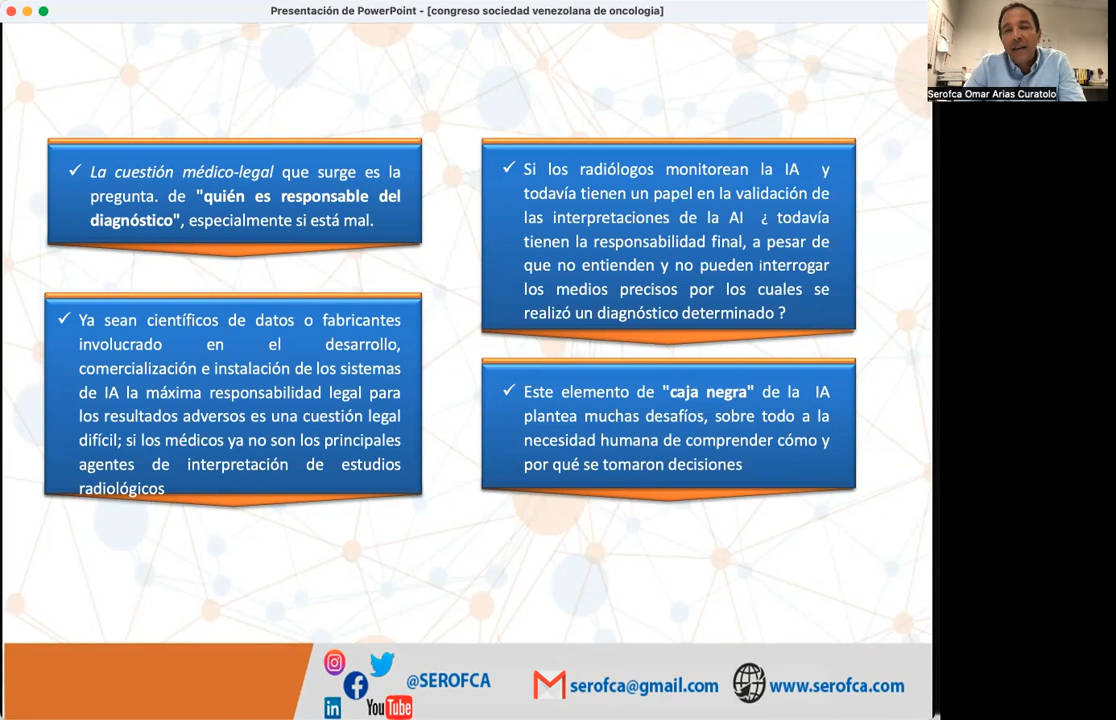 Presentación de PowerPoint - [congreso sociedad venezolana de oncologia]
Serofca Omar Arias Curatolo
✓ La cuestión médico-legal que surge es la
pregunta. de "quién es responsable del
diagnóstico", especialmente si está mal.
✓ Ya sean científicos de datos o fabricantes
involucrado en el desarrollo,
comercialización e instalación de los sistemas
de IA la máxima responsabilidad legal para
los resultados adversos es una cuestión legal
difícil; si los médicos ya no son los principales
agentes de interpretación de estudios
radiológicos
✓ Si los radiólogos monitorean la IA y
todavía tienen un papel en la validación de
las interpretaciones de la AI ¿ todavía
tienen la responsabilidad final, a pesar de
que no entienden y no pueden interrogar
los medios precisos por los cuales se
realizó un diagnóstico determinado ?
✓ Este elemento de "caja negra" de la IA
plantea muchas desafíos, sobre todo a la
necesidad humana de comprender cómo y
por qué se tomaron decisiones
@SEROFCA
in
You Tube
serofca@gmail.com
www.serofca.com